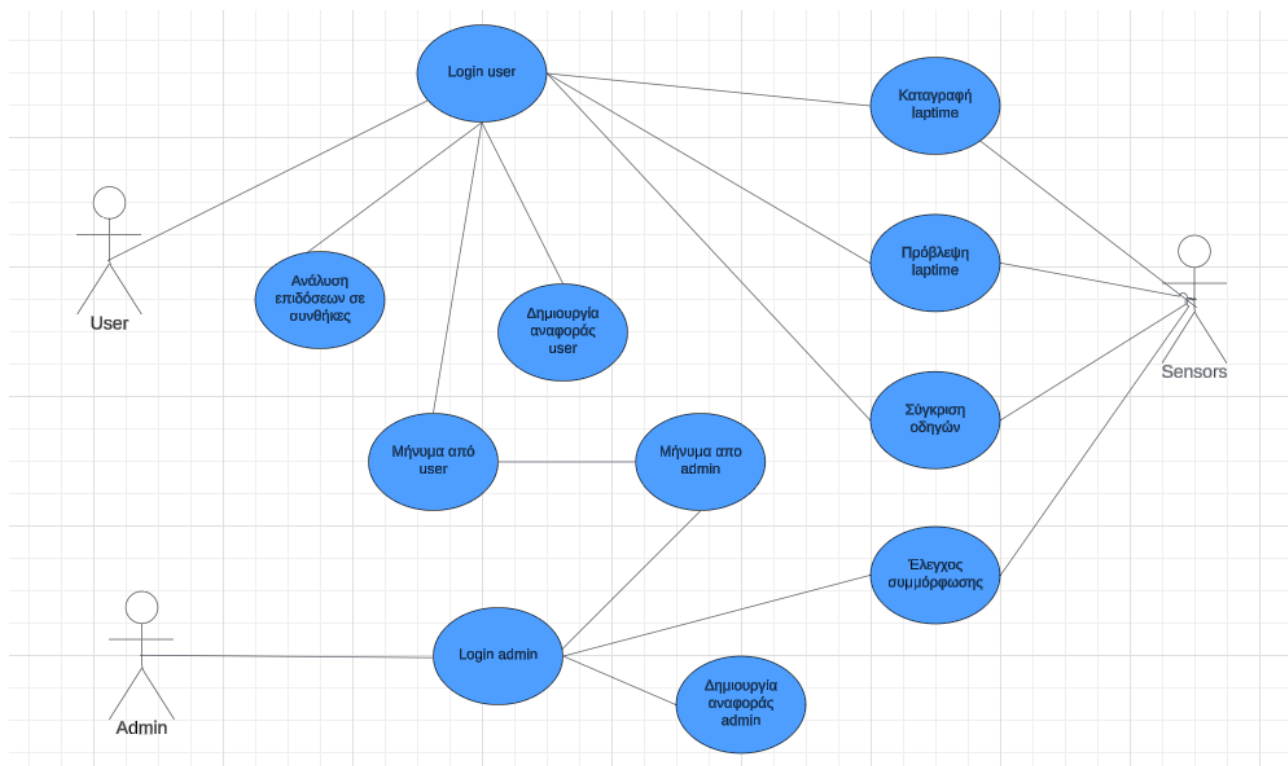 Login user
Καταγραφή
laptime
Ανάλυση
επιδόσεων σε
συνθήκες
Δημιουργία
αναφοράς
user
Πρόβλεψη
laptime
User
Sensors
Σύγκριση
οδηγών
Μήνυμα από
user
Μήνυμα απο
admin
Έλεγχος
συμμόρφωσης
Login admin
Δημιουργία
αναφοράς
admin
Admin